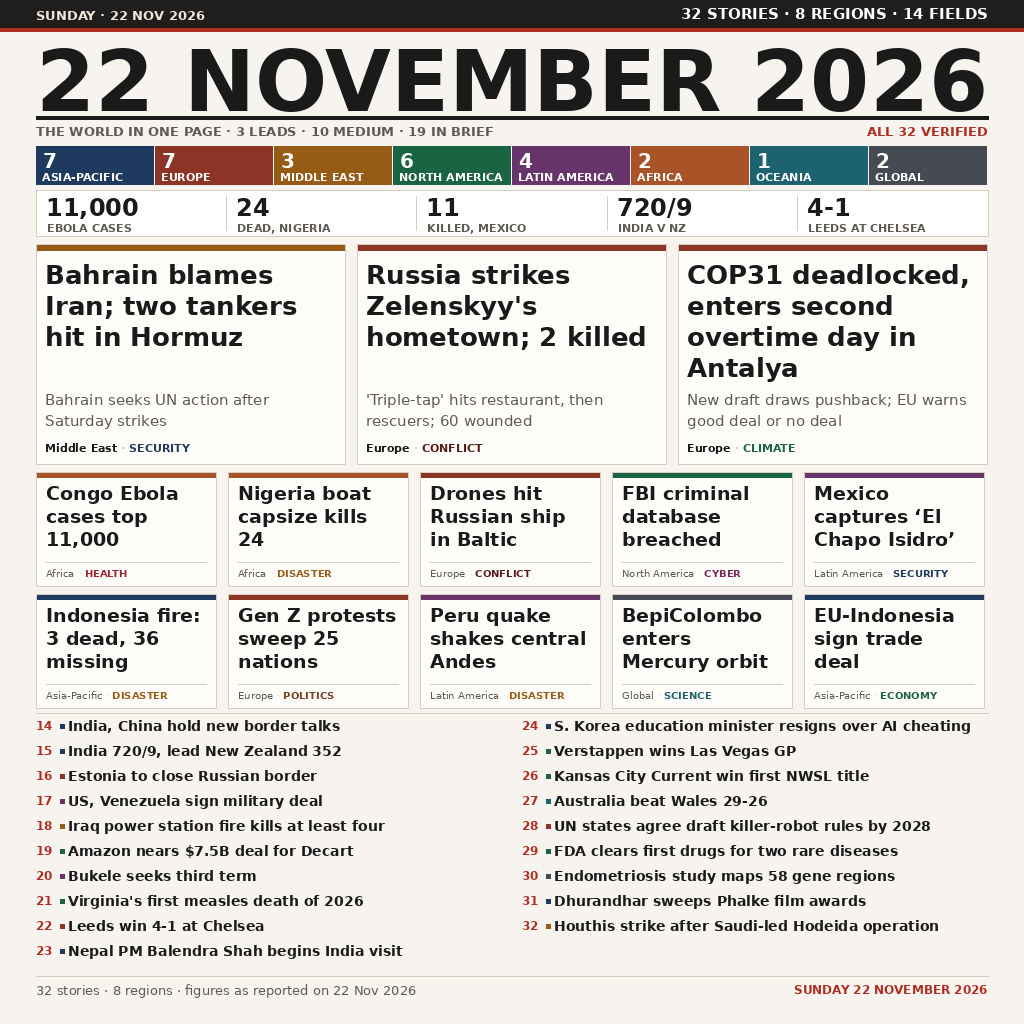 SUNDAY · 22 NOV 2026
32 STORIES · 8 REGIONS · 14 FIELDS
22 NOVEMBER 2026
THE WORLD IN ONE PAGE · 3 LEADS · 10 MEDIUM · 19 IN BRIEF
ALL 32 VERIFIED
7
ASIA-PACIFIC
7
EUROPE
3
MIDDLE EAST
6
NORTH AMERICA
4
LATIN AMERICA
2
AFRICA
1
OCEANIA
2
GLOBAL
11,000
EBOLA CASES
24
DEAD, NIGERIA
11
KILLED, MEXICO
720/9
INDIA V NZ
4-1
LEEDS AT CHELSEA
Bahrain blames
Iran; two tankers
hit in Hormuz
Bahrain seeks UN action after
Saturday strikes
Middle East · SECURITY
Russia strikes
Zelenskyy's
hometown; 2 killed
'Triple-tap' hits restaurant, then
rescuers; 60 wounded
Europe · CONFLICT
COP31 deadlocked,
enters second
overtime day in
Antalya
New draft draws pushback; EU warns
good deal or no deal
Europe · CLIMATE
Congo Ebola
cases top
11,000
Africa · HEALTH
Nigeria boat
capsize kills
24
Africa · DISASTER
Drones hit
Russian ship
in Baltic
Europe · CONFLICT
FBI criminal
database
breached
North America · CYBER
Mexico
captures ‘El
Chapo Isidro’
Latin America · SECURITY
Indonesia fire:
3 dead, 36
missing
Asia-Pacific · DISASTER
Gen Z protests
sweep 25
nations
Europe · POLITICS
Peru quake
shakes central
Andes
Latin America · DISASTER
BepiColombo
enters
Mercury orbit
Global · SCIENCE
EU-Indonesia
sign trade
deal
Asia-Pacific · ECONOMY
14 India, China hold new border talks
15 India 720/9, lead New Zealand 352
16 Estonia to close Russian border
17 US, Venezuela sign military deal
18 Iraq power station fire kills at least four
19 Amazon nears $7.5B deal for Decart
20 Bukele seeks third term
21 Virginia's first measles death of 2026
22 Leeds win 4-1 at Chelsea
23 Nepal PM Balendra Shah begins India visit
24 S. Korea education minister resigns over AI cheating
25 Verstappen wins Las Vegas GP
26 Kansas City Current win first NWSL title
27 Australia beat Wales 29-26
28 UN states agree draft killer-robot rules by 2028
29 FDA clears first drugs for two rare diseases
30 Endometriosis study maps 58 gene regions
31 Dhurandhar sweeps Phalke film awards
32 Houthis strike after Saudi-led Hodeida operation
32 stories · 8 regions · figures as reported on 22 Nov 2026
SUNDAY 22 NOVEMBER 2026